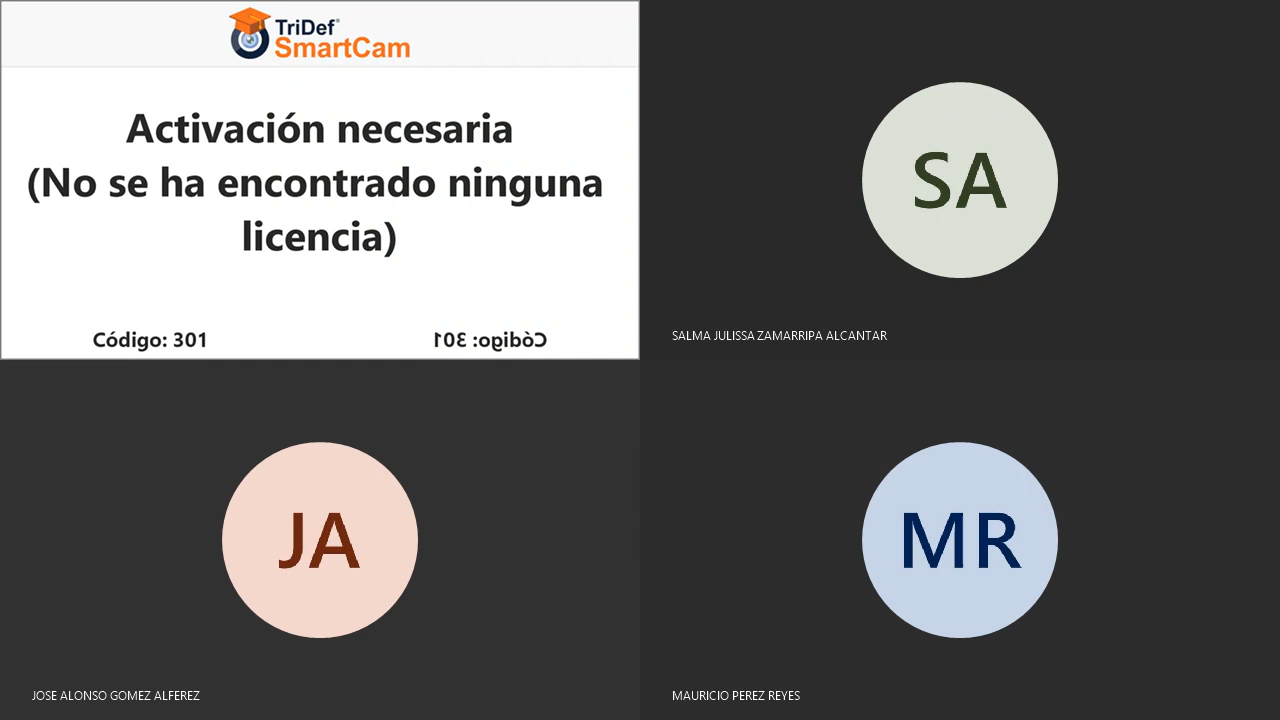 TriDef®
SmartCam
Activación necesaria
(No se ha encontrado ninguna
licencia)
Código: 301
Còdigo: 301
SA
SALMA JULISSA ZAMARRIPA ALCANTAR
JA
JOSE ALONSO GOMEZ ALFEREZ
MR
MAURICIO PEREZ REYES